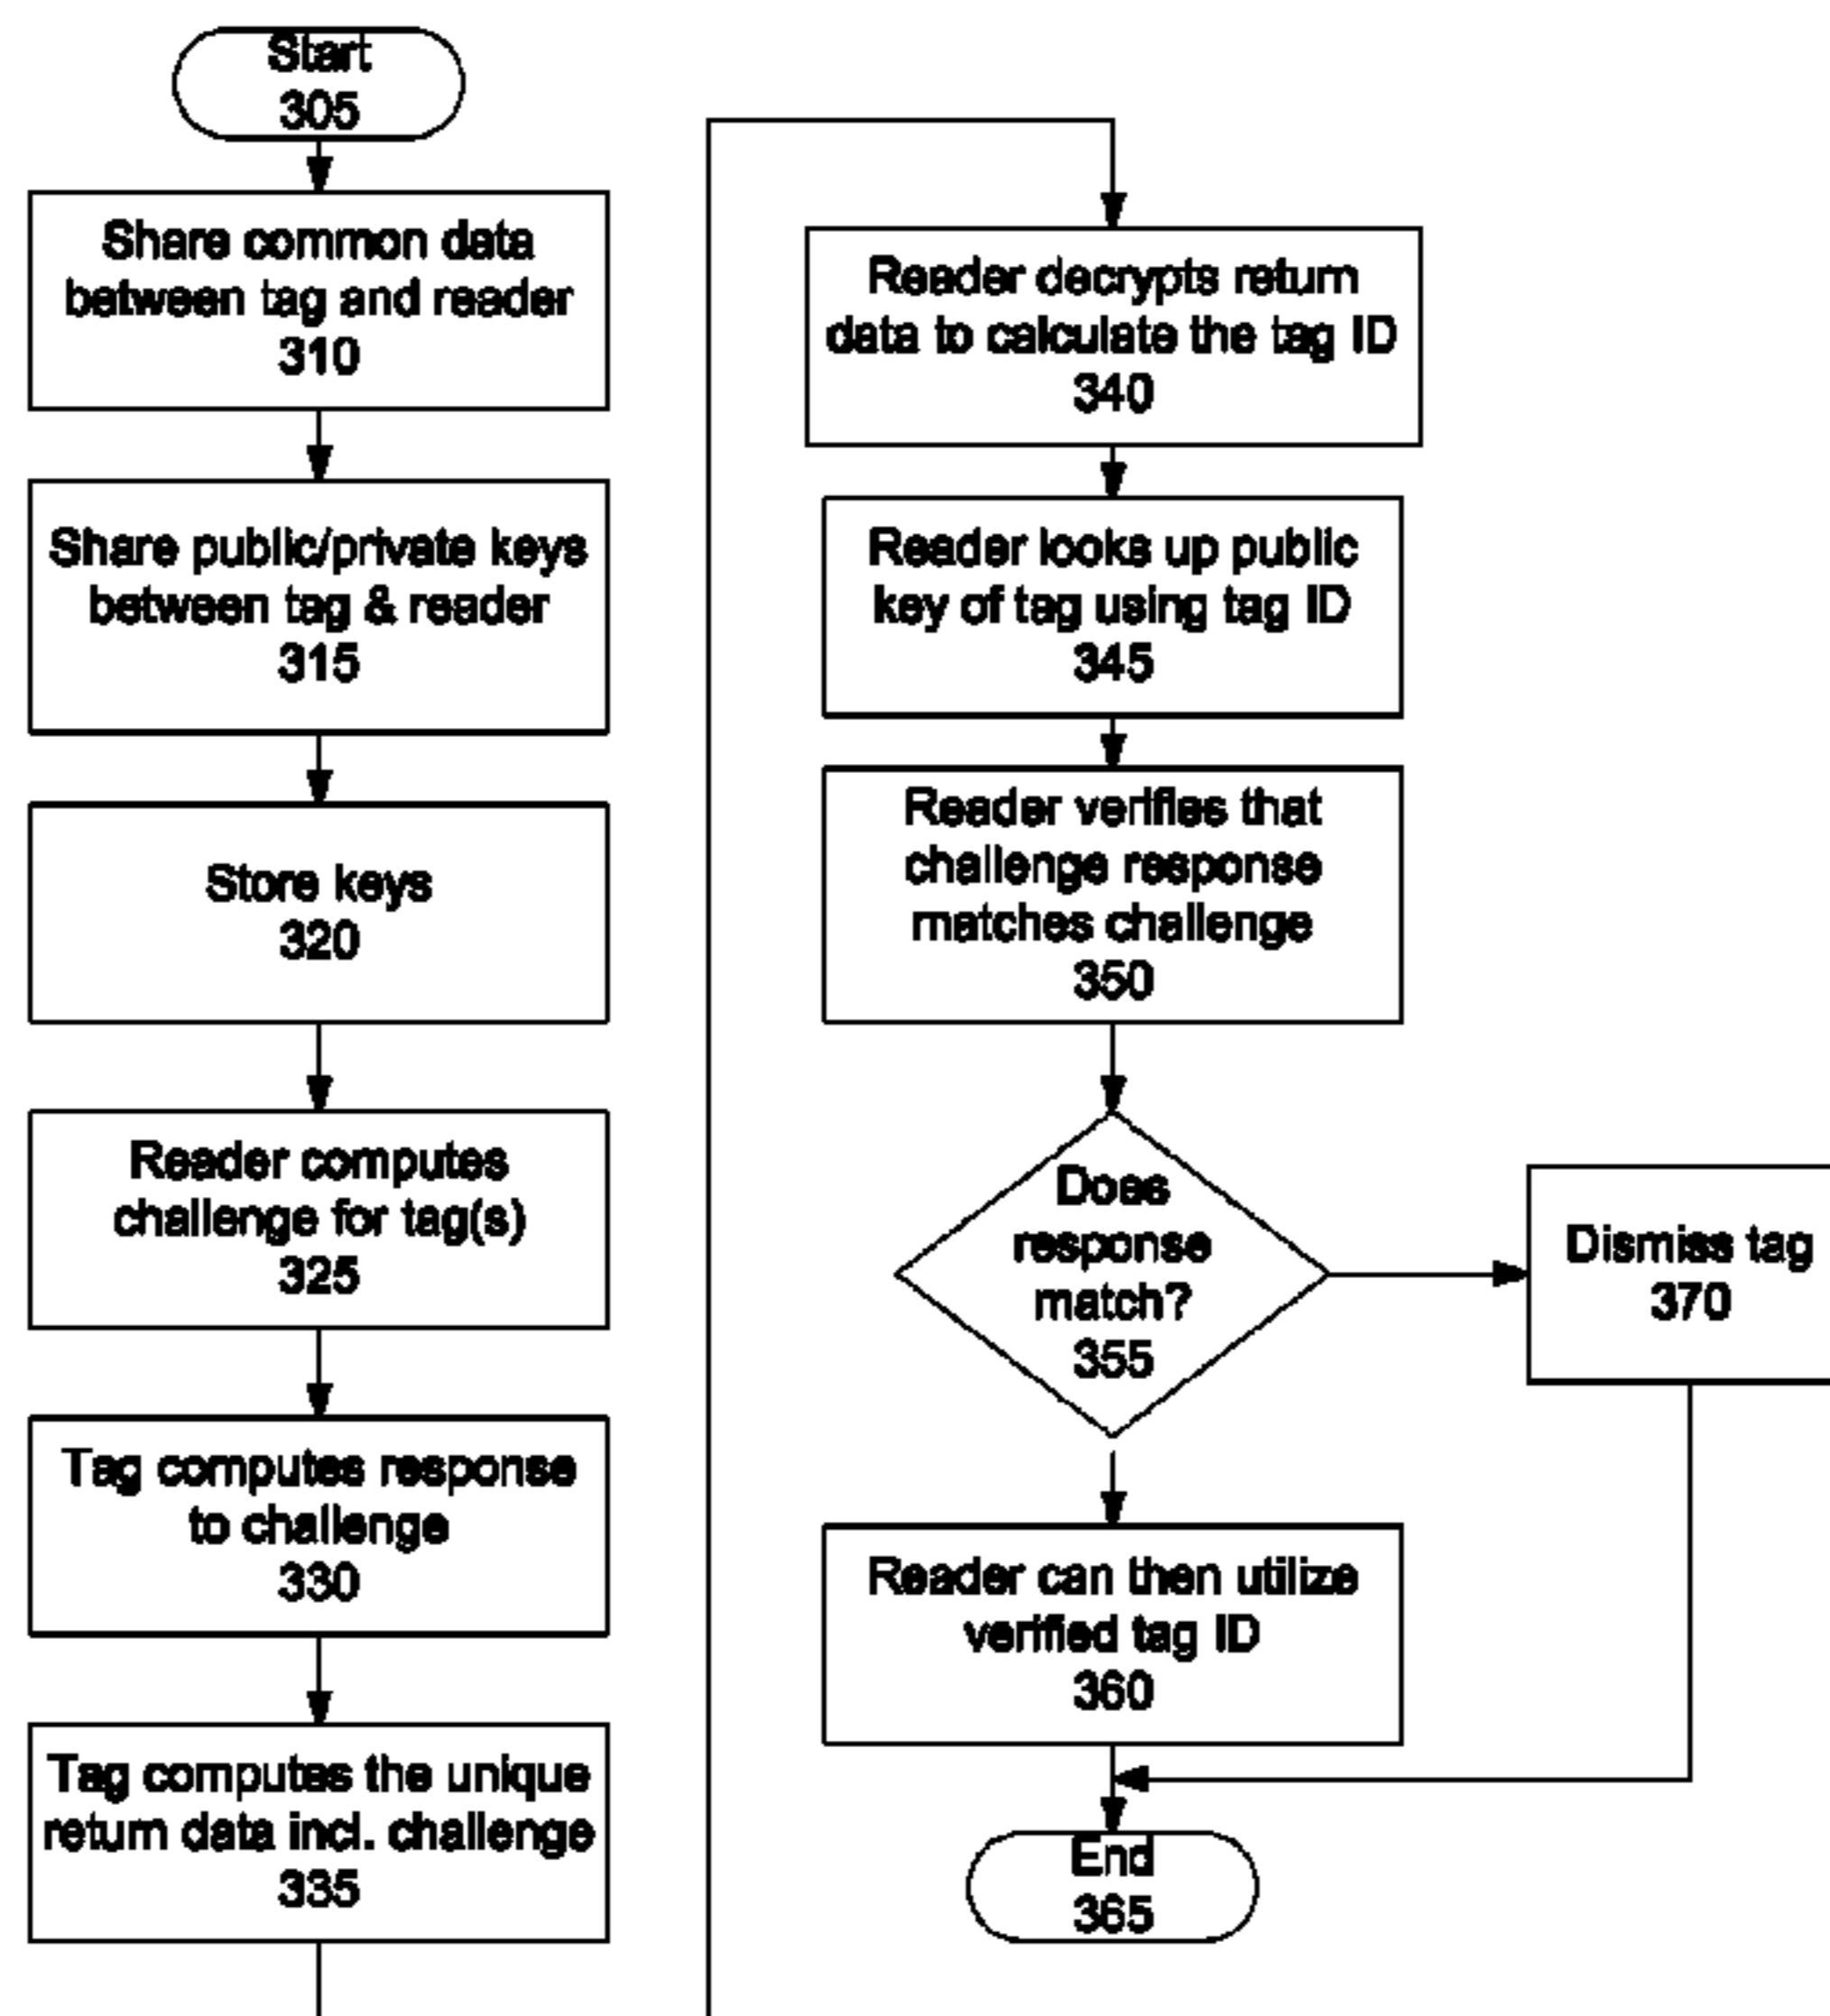 Start
305
Share common data
between tag and reader
310
Share public/private keys
between tag & reader
315
Store keys
320
Reader computes
challenge for tag(s)
325
Tag computes response
to challenge
330
Tag computes the unique
return data incl. challenge
335
Reader decrypts return
data to calculate the tag ID
340
Reader looks up public
key of tag using tag ID
345
Reader verifies that
challenge response
matches challenge
350
Does
response
match?
355
Dismiss tag
370
Reader can then utilize
verified tag ID
360
End
365